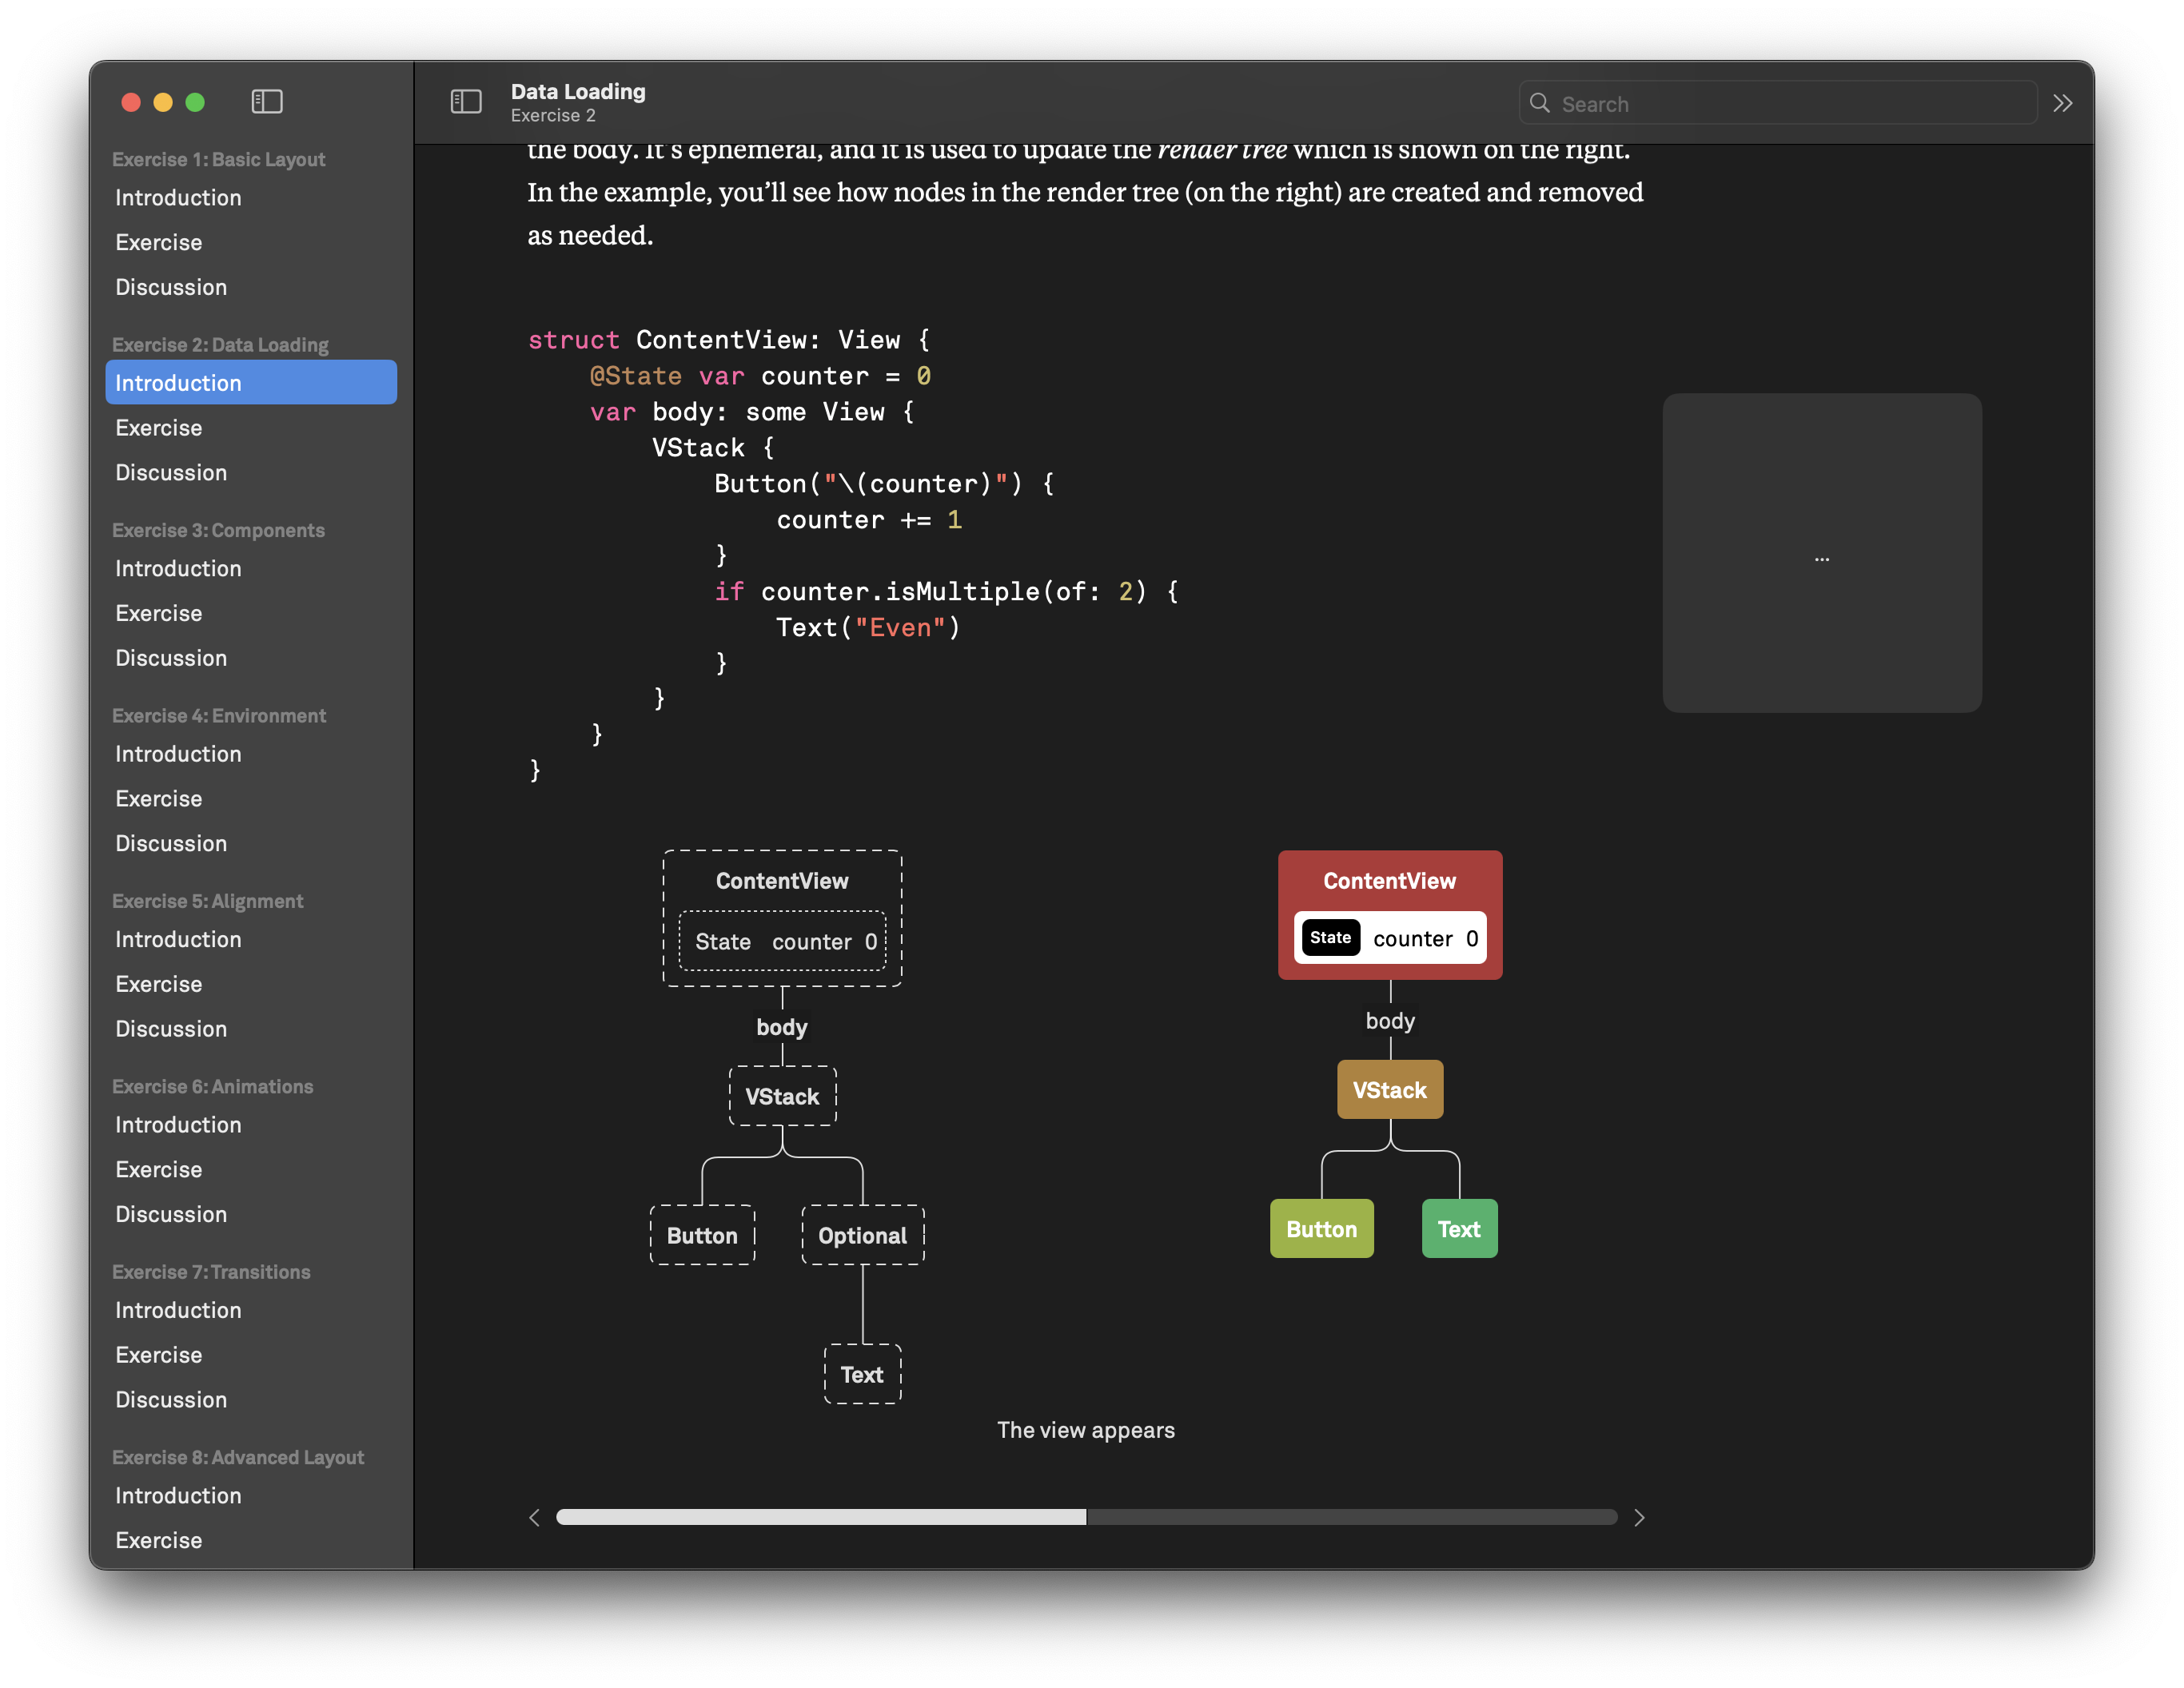 Data Loading
Exercise 2
Search
Exercise 1: Basic Layout
Introduction
Exercise
Discussion
Exercise 2: Data Loading
Introduction
Exercise
Discussion
Exercise 3: Components
Introduction
Exercise
Discussion
Exercise 4: Environment
Introduction
Exercise
Discussion
Exercise 5: Alignment
Introduction
Exercise
Discussion
Exercise 6: Animations
Introduction
Exercise
Discussion
Exercise 7: Transitions
Introduction
Exercise
Discussion
Exercise 8: Advanced Layout
Introduction
Exercise
the body. It’s ephemeral, and it is used to update the render tree which is shown on the right.
In the example, you’ll see how nodes in the render tree (on the right) are created and removed
as needed.
struct ContentView: View {
    @State var counter = 0
    var body: some View {
        VStack {
            Button("\(counter)") {
                counter += 1
            }
            if counter.isMultiple(of: 2) {
                Text("Even")
            }
        }
    }
}
...
ContentView
State counter 0
body
VStack
Button Optional
Text
ContentView
State counter 0
body
VStack
Button Text
The view appears